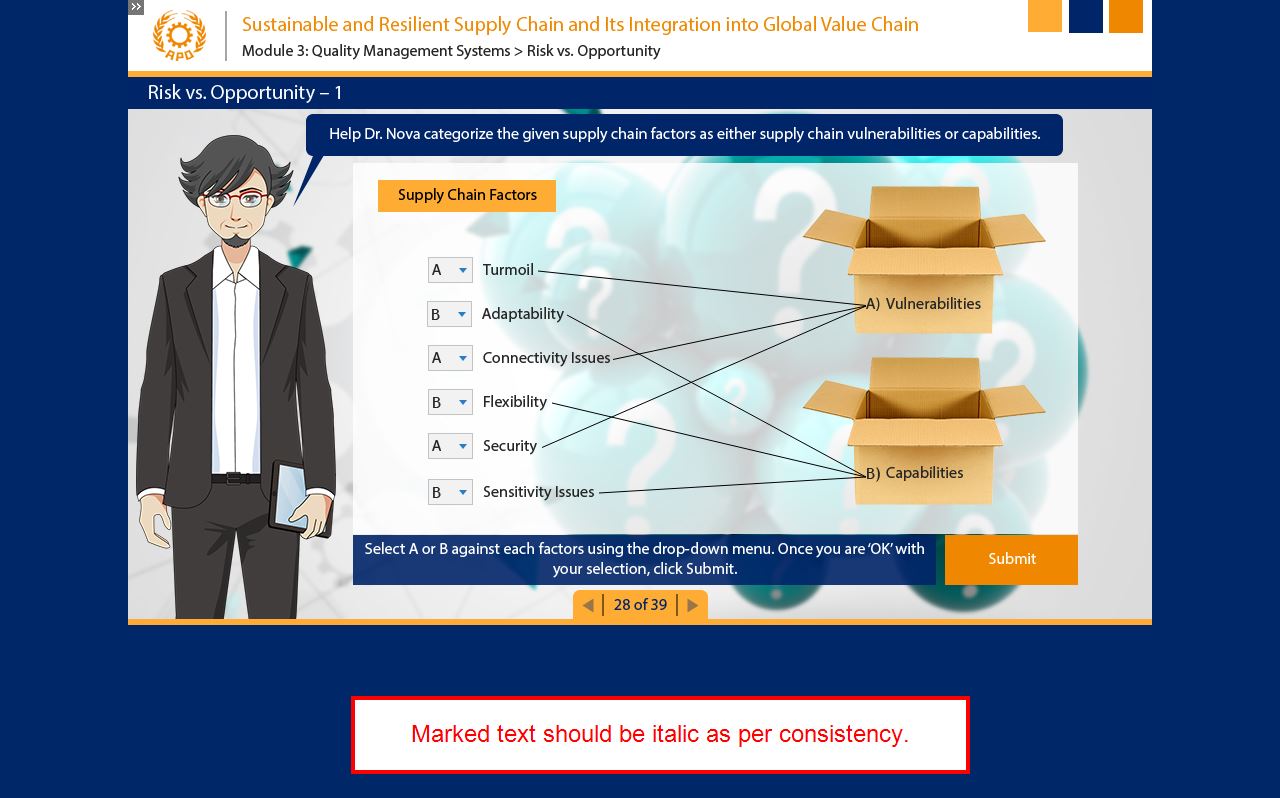 Sustainable and Resilient Supply Chain and Its Integration into Global Value Chain
APO
Module 3: Quality Management Systems > Risk vs. Opportunity
Risk vs. Opportunity – 1
Help Dr. Nova categorize the given supply chain factors as either supply chain vulnerabilities or capabilities.
Supply Chain Factors
A Turmoil
A) Vulnerabilities
B Adaptability
A Connectivity Issues
B Flexibility
A Security
B) Capabilities
B Sensitivity Issues
Select A or B against each factors using the drop-down menu. Once you are ‘OK’ with
your selection, click Submit.
Submit
28 of 39
Marked text should be italic as per consistency.